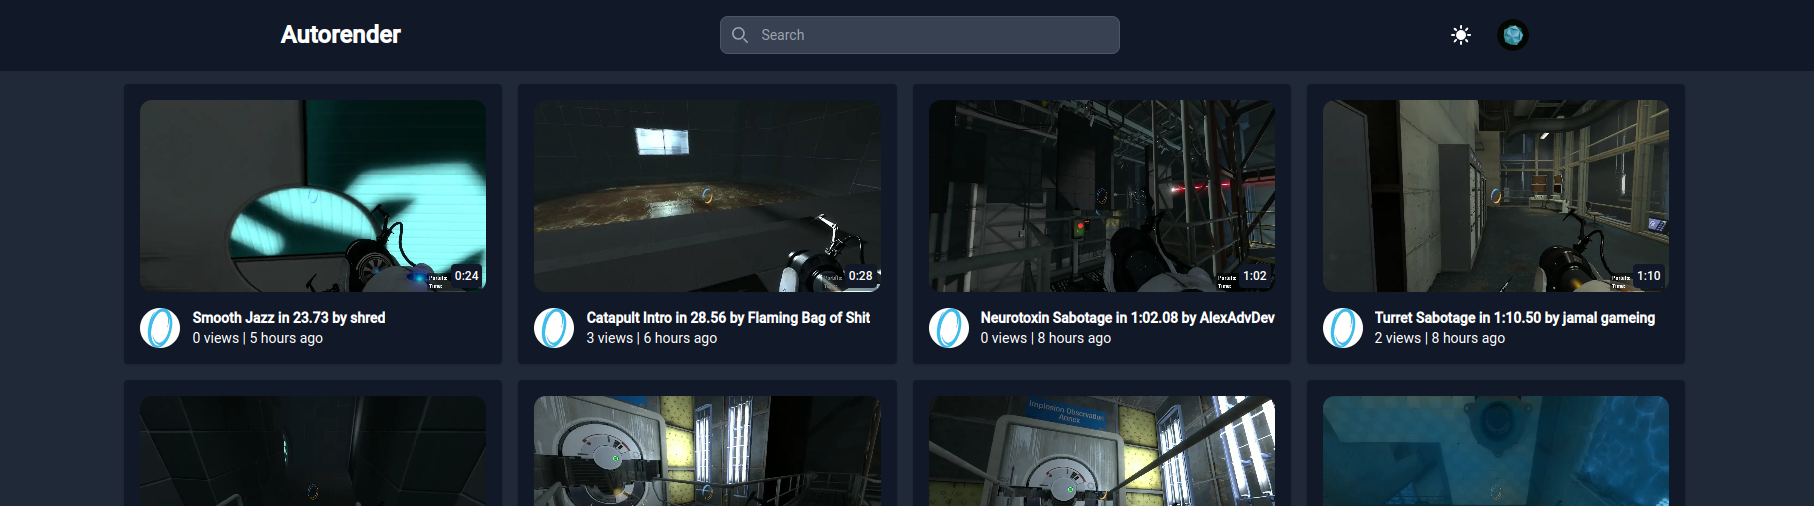 Autorender
Search
0:24
0:28
1:02
1:10
Smooth Jazz in 23.73 by shred
0 views | 5 hours ago
Catapult Intro in 28.56 by Flaming Bag of Shit
3 views | 6 hours ago
Neurotoxin Sabotage in 1:02.08 by AlexAdvDev
0 views | 8 hours ago
Turret Sabotage in 1:10.50 by jamal gameing
2 views | 8 hours ago
Implosion Observation
Annex